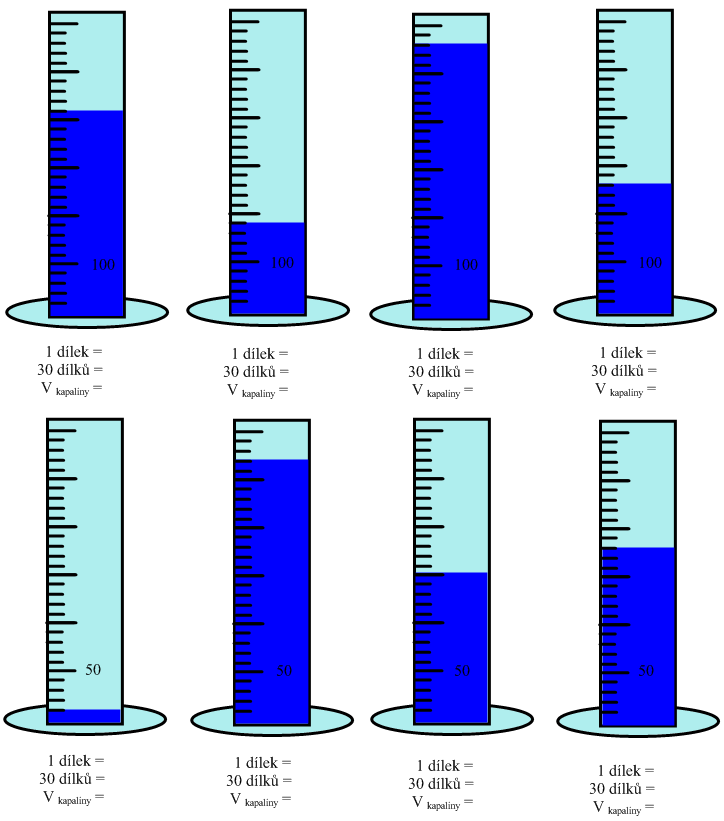 100 100 100 100
1 dílek = 1 dílek = 1 dílek = 1 dílek =
30 dílků = 30 dílků = 30 dílků = 30 dílků =
V kapaliny = V kapaliny = V kapaliny = V kapaliny =
50 50 50 50
1 dílek = 1 dílek = 1 dílek = 1 dílek =
30 dílků = 30 dílků = 30 dílků = 30 dílků =
V kapaliny = V kapaliny = V kapaliny = V kapaliny =